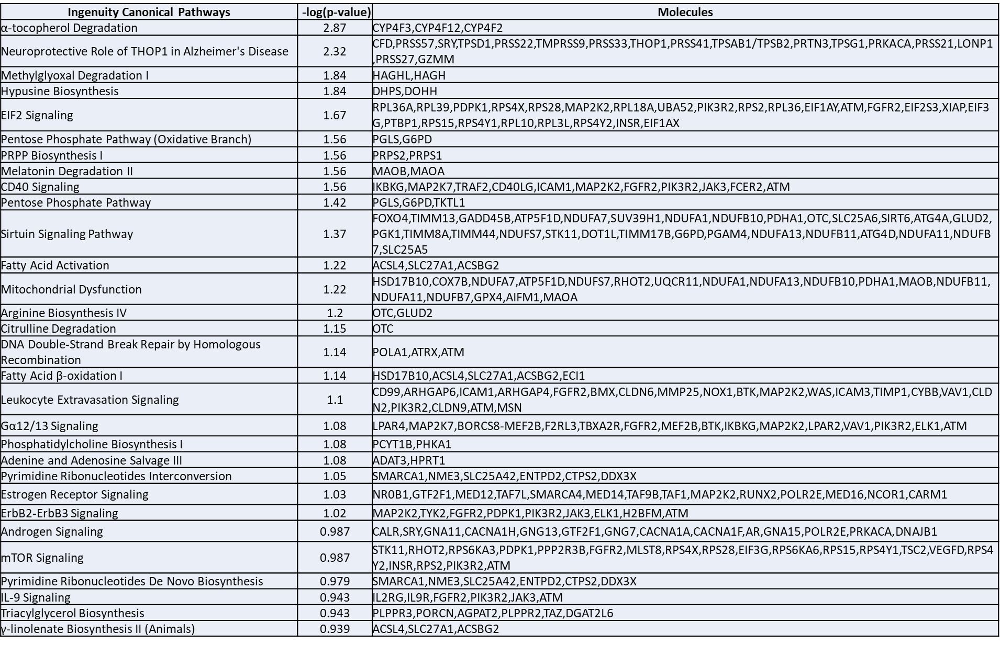 Ingenuity Canonical Pathways -log(p-value) Molecules
α-tocopherol Degradation 2.87 CYP4F3,CYP4F12,CYP4F2
Neuroprotective Role of THOP1 in Alzheimer's Disease 2.32 CFD,PRSS57,SRY,TPSD1,PRSS22,TMPRSS9,PRSS33,THOP1,PRSS41,TPSAB1/TPSB2,PRTN3,TPSG1,PRKACA,PRSS21,LONP1
,PRSS27,GZMM
Methylglyoxal Degradation I 1.84 HAGHL,HAGH
Hypusine Biosynthesis 1.84 DHPS,DOHH
EIF2 Signaling 1.67 RPL36A,RPL39,PDPK1,RPS4X,RPS28,MAP2K2,RPL18A,UBA52,PIK3R2,RPS2,RPL36,EIF1AY,ATM,FGFR2,EIF2S3,XIAP,EIF3
G,PTBP1,RPS15,RPS4Y1,RPL10,RPL3L,RPS4Y2,INSR,EIF1AX
Pentose Phosphate Pathway (Oxidative Branch) 1.56 PGLS,G6PD
PRPP Biosynthesis I 1.56 PRPS2,PRPS1
Melatonin Degradation II 1.56 MAOB,MAOA
CD40 Signaling 1.56 IKBKG,MAP2K7,TRAF2,CD40LG,ICAM1,MAP2K2,FGFR2,PIK3R2,JAK3,FCER2,ATM
Pentose Phosphate Pathway 1.42 PGLS,G6PD,TKTL1
Sirtuin Signaling Pathway 1.37 FOXO4,TIMM13,GADD45B,ATP5F1D,NDUFA7,SUV39H1,NDUFA1,NDUFB10,PDHA1,OTC,SLC25A6,SIRT6,ATG4A,GLUD2,
PGK1,TIMM8A,TIMM44,NDUFS7,STK11,DOT1L,TIMM17B,G6PD,PGAM4,NDUFA13,NDUFB11,ATG4D,NDUFA11,NDUFB
7,SLC25A5
Fatty Acid Activation 1.22 ACSL4,SLC27A1,ACSBG2
Mitochondrial Dysfunction 1.22 HSD17B10,COX7B,NDUFA7,ATP5F1D,NDUFS7,RHOT2,UQCR11,NDUFA1,NDUFA13,NDUFB10,PDHA1,MAOB,NDUFB11,
NDUFA11,NDUFB7,GPX4,AIFM1,MAOA
Arginine Biosynthesis IV 1.2 OTC,GLUD2
Citrulline Degradation 1.15 OTC
DNA Double-Strand Break Repair by Homologous
Recombination 1.14 POLA1,ATRX,ATM
Fatty Acid β-oxidation I 1.14 HSD17B10,ACSL4,SLC27A1,ACSBG2,ECI1
Leukocyte Extravasation Signaling 1.1 CD99,ARHGAP6,ICAM1,ARHGAP4,FGFR2,BMX,CLDN6,MMP25,NOX1,BTK,MAP2K2,WAS,ICAM3,TIMP1,CYBB,VAV1,CLD
N2,PIK3R2,CLDN9,ATM,MSN
Gα12/13 Signaling 1.08 LPAR4,MAP2K7,BORCS8-MEF2B,F2RL3,TBXA2R,FGFR2,MEF2B,BTK,IKBKG,MAP2K2,LPAR2,VAV1,PIK3R2,ELK1,ATM
Phosphatidylcholine Biosynthesis I 1.08 PCYT1B,PHKA1
Adenine and Adenosine Salvage III 1.08 ADAT3,HPRT1
Pyrimidine Ribonucleotides Interconversion 1.05 SMARCA1,NME3,SLC25A42,ENTPD2,CTPS2,DDX3X
Estrogen Receptor Signaling 1.03 NR0B1,GTF2F1,MED12,TAF7L,SMARCA4,MED14,TAF9B,TAF1,MAP2K2,RUNX2,POLR2E,MED16,NCOR1,CARM1
ErbB2-ErbB3 Signaling 1.02 MAP2K2,TYK2,FGFR2,PDPK1,PIK3R2,JAK3,ELK1,H2BFM,ATM
Androgen Signaling 0.987 CALR,SRY,GNA11,CACNA1H,GNG13,GTF2F1,GNG7,CACNA1A,CACNA1F,AR,GNA15,POLR2E,PRKACA,DNAJB1
mTOR Signaling 0.987 STK11,RHOT2,RPS6KA3,PDPK1,PPP2R3B,FGFR2,MLST8,RPS4X,RPS28,EIF3G,RPS6KA6,RPS15,RPS4Y1,TSC2,VEGFD,RPS4
Y2,INSR,RPS2,PIK3R2,ATM
Pyrimidine Ribonucleotides De Novo Biosynthesis 0.979 SMARCA1,NME3,SLC25A42,ENTPD2,CTPS2,DDX3X
IL-9 Signaling 0.943 IL2RG,IL9R,FGFR2,PIK3R2,JAK3,ATM
Triacylglycerol Biosynthesis 0.943 PLPPR3,PORCN,AGPAT2,PLPPR2,TAZ,DGAT2L6
γ-linolenate Biosynthesis II (Animals) 0.939 ACSL4,SLC27A1,ACSBG2